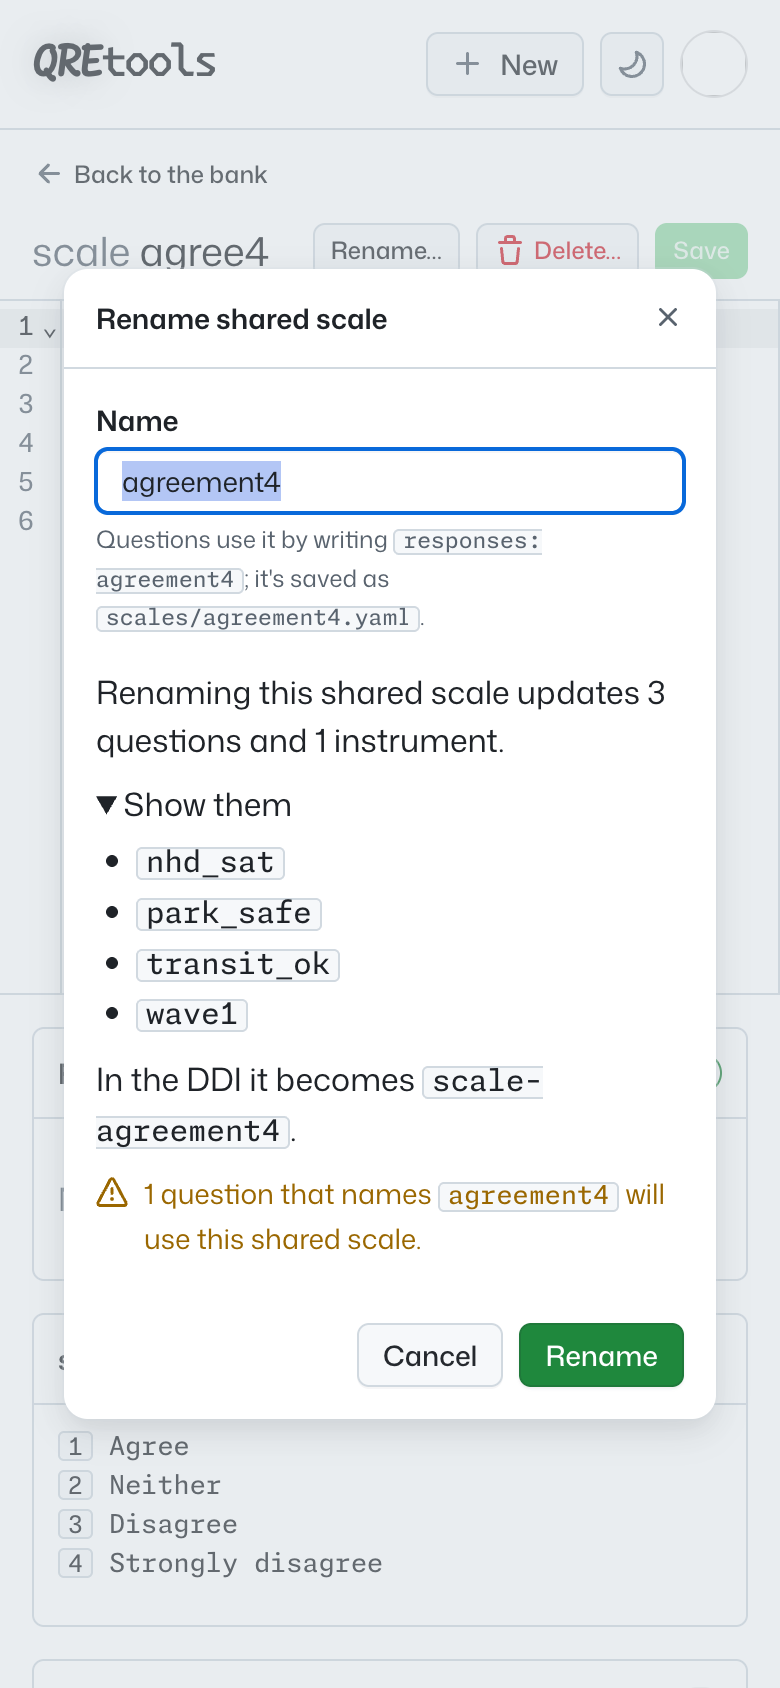 QREtools
New
Back to the bank
scale agree4
Rename...
Delete...
Save
1
2
3
4
5
6
Rename shared scale
Name
agreement4
Questions use it by writing responses:
agreement4; it's saved as
scales/agreement4.yaml.
Renaming this shared scale updates 3
questions and 1 instrument.
Show them
nhd_sat
park_safe
transit_ok
wave1
In the DDI it becomes scale-
agreement4.
1 question that names agreement4 will
use this shared scale.
Cancel
Rename
1 Agree
2 Neither
3 Disagree
4 Strongly disagree